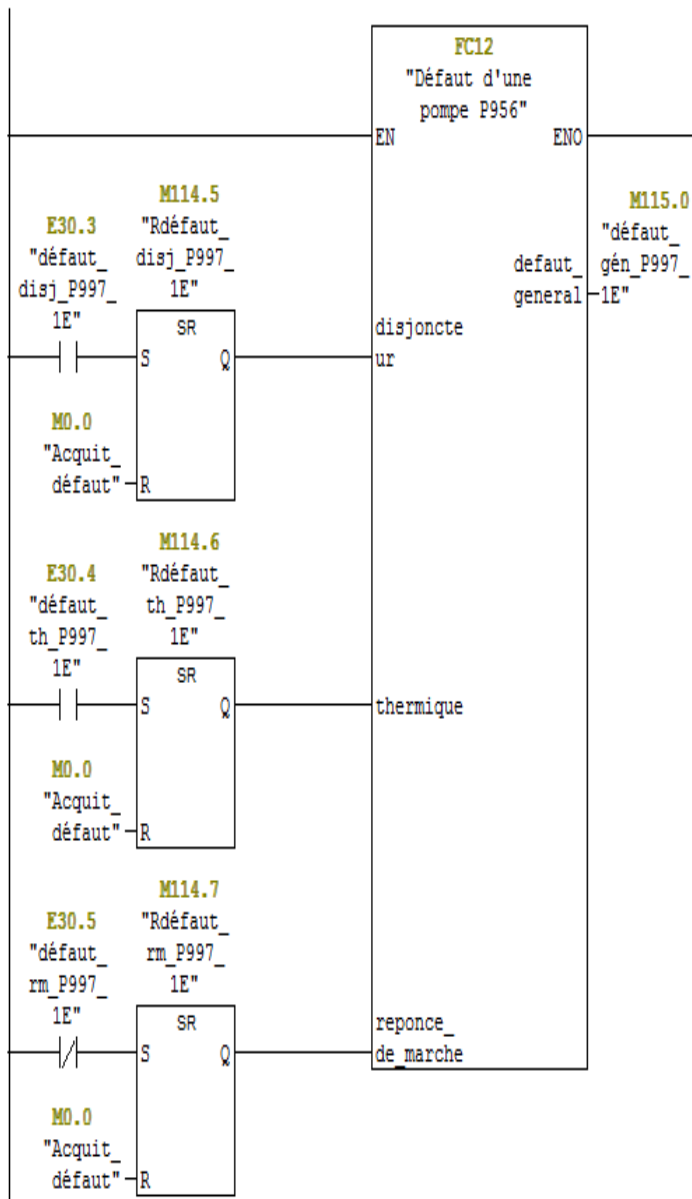 FC12
"Défaut d'une
pompe P956"
EN
ENO
M114.5
E30.3
"Rdéfaut_
"défaut_
disj_P997_
disj_P997_
1E"
1E"
SR
S
Q
M0.0
"Acquit_
défaut"
R
disjoncte
ur
defaut_
general
M115.0
"défaut_
gén_P997_
1E"
M114.6
E30.4
"Rdéfaut_
"défaut_
th_P997_
th_P997_
1E"
1E"
SR
S
Q
thermique
M0.0
"Acquit_
défaut"
R
M114.7
E30.5
"Rdéfaut_
"défaut_
rm_P997_
rm_P997_
1E"
1E"
SR
S
Q
reponce_
de_marche
M0.0
"Acquit_
défaut"
R